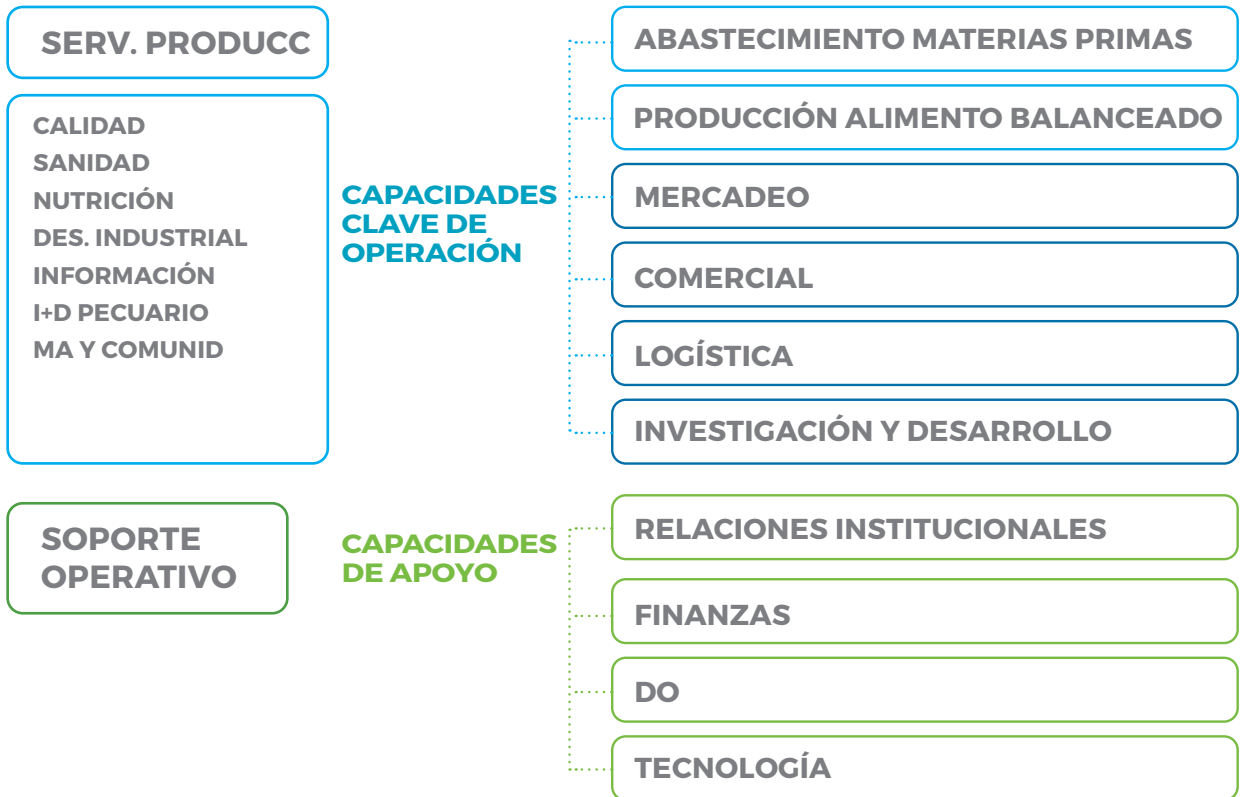 SERV. PRODUCC
CALIDAD
SANIDAD
NUTRICIÓN
DES. INDUSTRIAL
INFORMACIÓN
I+D PECUARIO
MA Y COMUNID
CAPACIDADES
CLAVE DE
OPERACIÓN
ABASTECIMIENTO MATERIAS PRIMAS
PRODUCCIÓN ALIMENTO BALANCEADO
MERCADEO
COMERCIAL
LOGÍSTICA
INVESTIGACIÓN Y DESARROLLO
SOPORTE
OPERATIVO
CAPACIDADES
DE APOYO
RELACIONES INSTITUCIONALES
FINANZAS
DO
TECNOLOGÍA